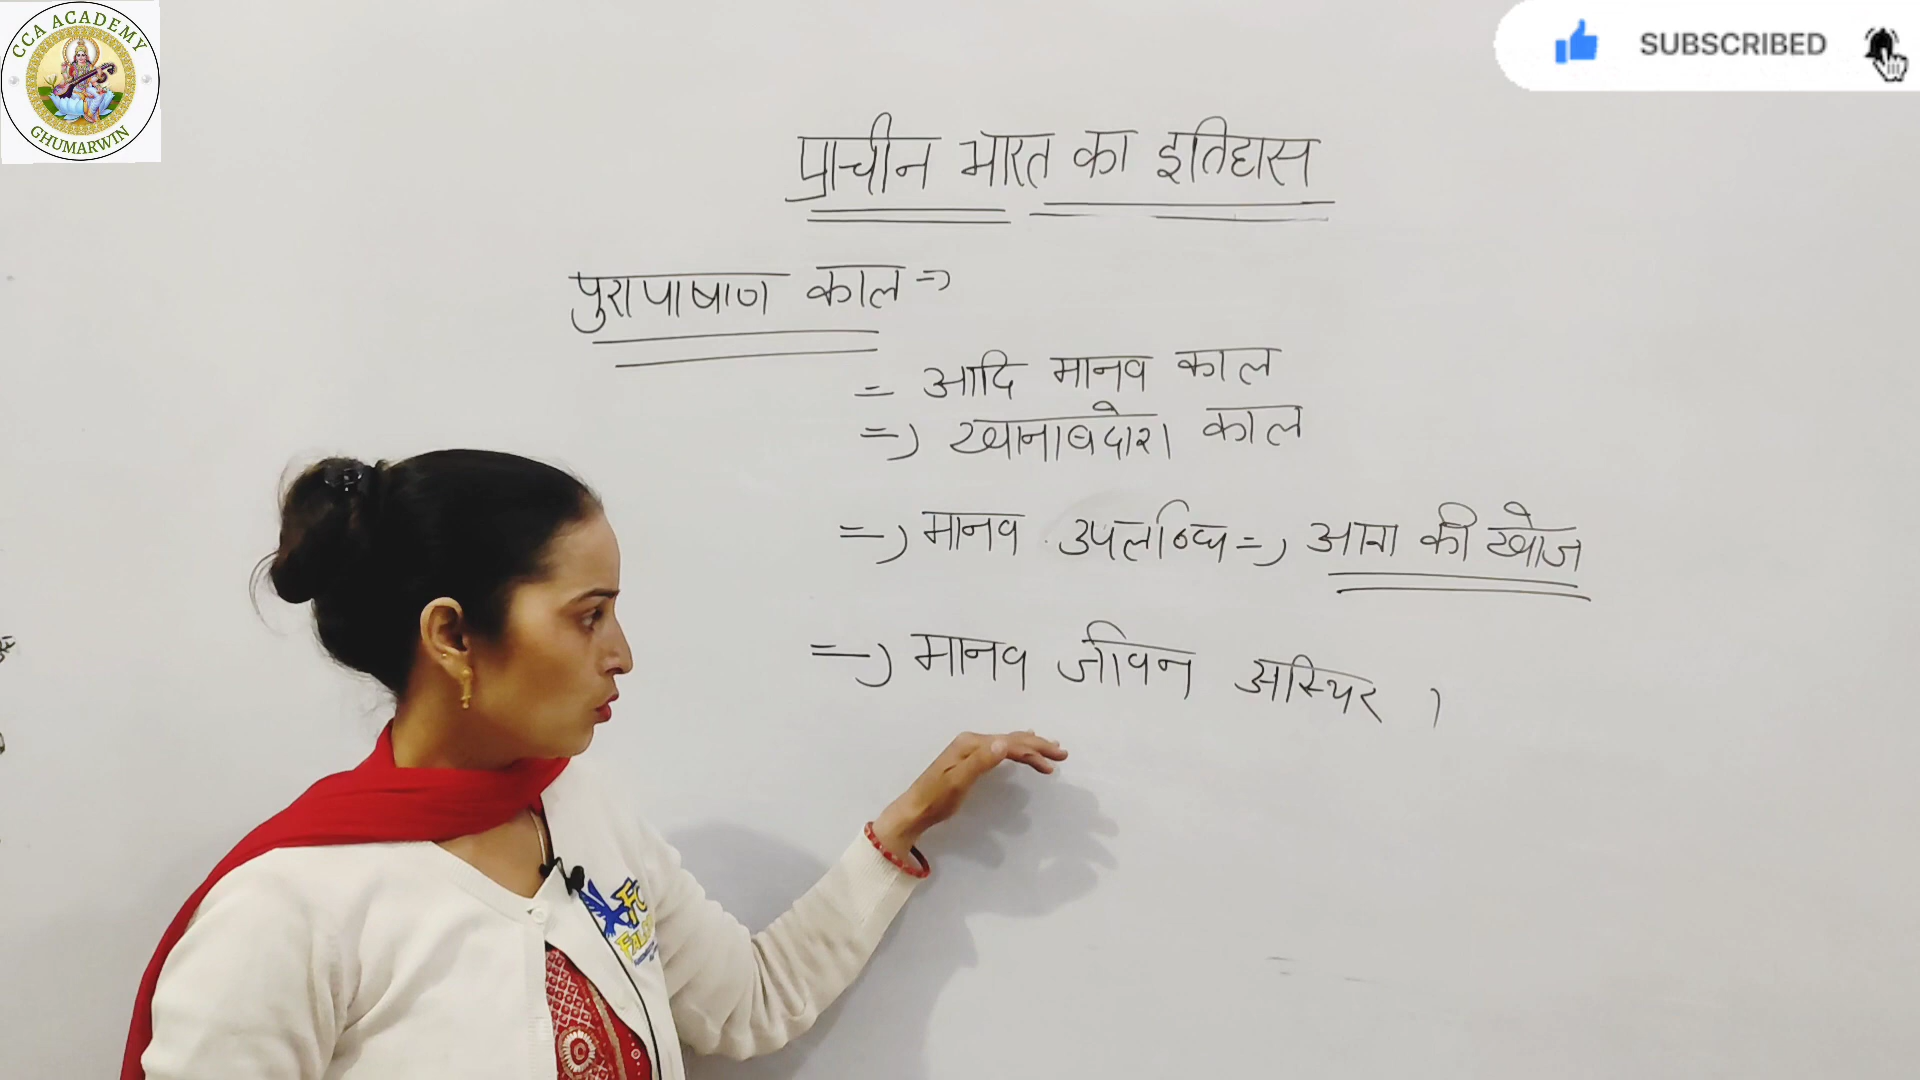 CCA ACADEMY
GHUMARWIN
SUBSCRIBED
प्राचीन भारत का इतिहास
पुरापाषाण काल =>
= आदि मानव काल
=> खानाबदोश काल
=> मानव उपलब्धि => आग की खोज
=> मानव जीवन अस्थिर ।